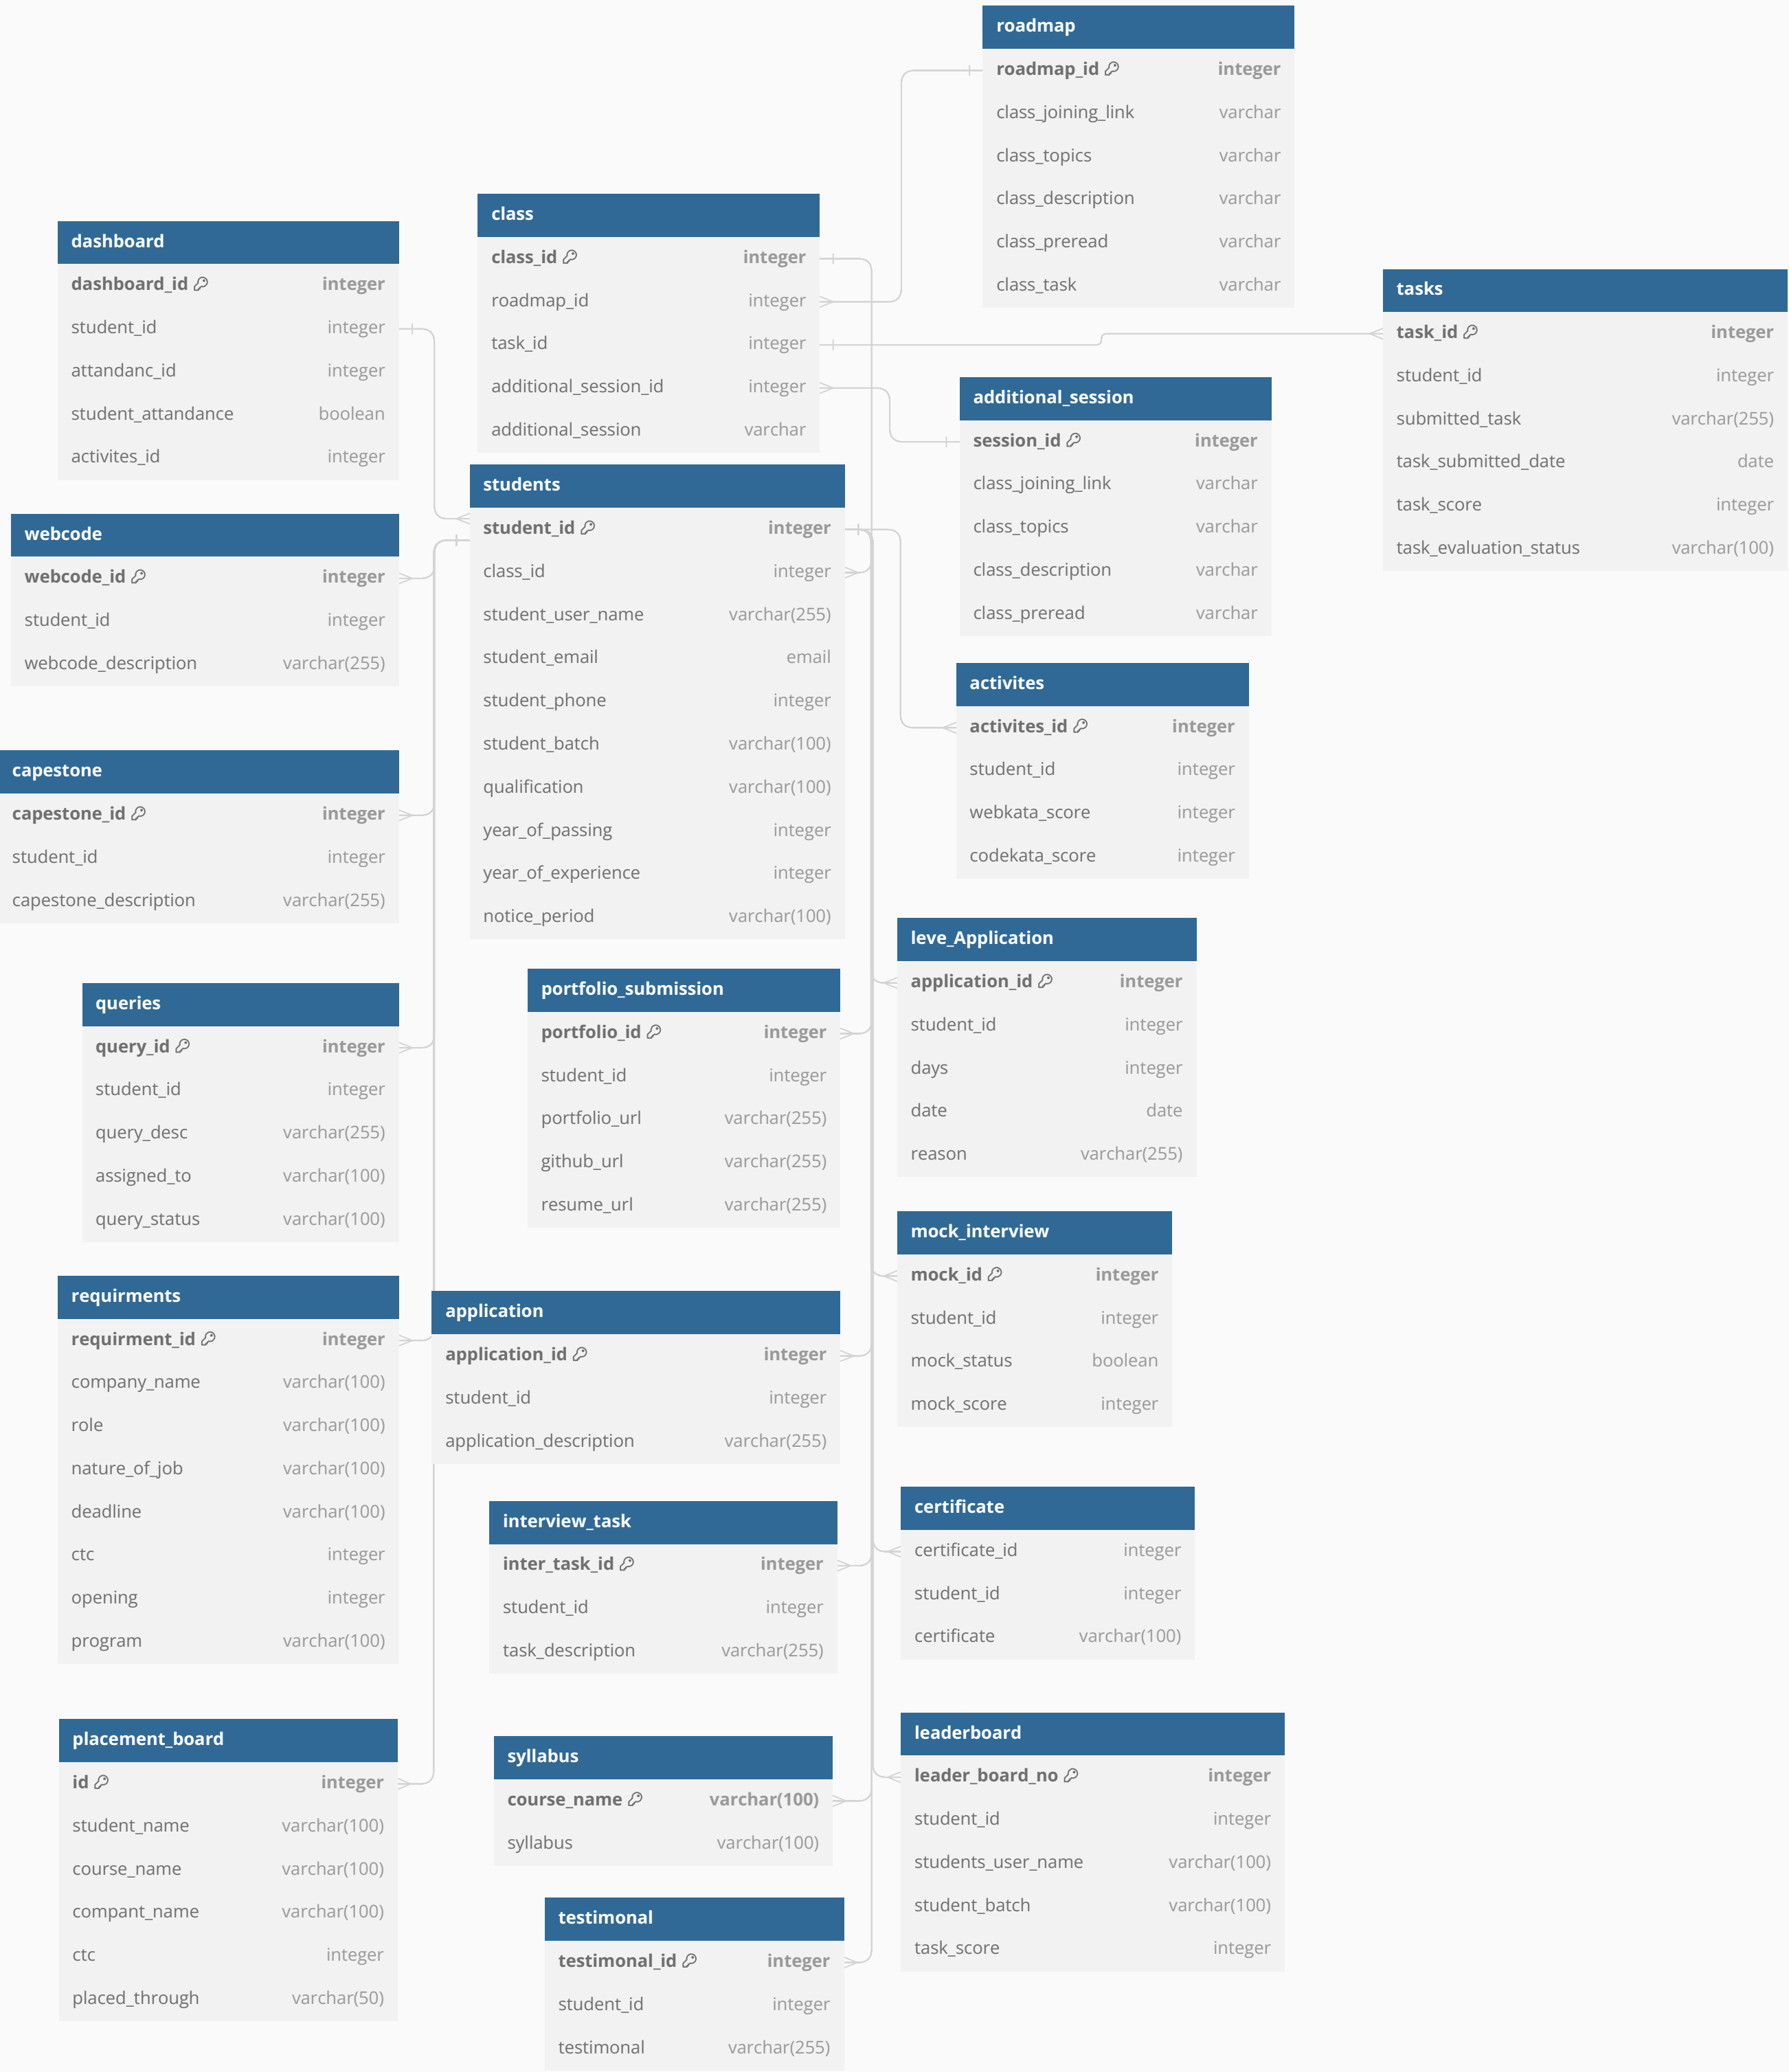 roadmap
roadmap_id integer
class_joining_link varchar
class_topics varchar
class_description varchar
class_preread varchar
class_task varchar
class
class_id integer
roadmap_id integer
task_id integer
additional_session_id integer
additional_session varchar
dashboard
dashboard_id integer
student_id integer
attandanc_id integer
student_attandance boolean
activites_id integer
tasks
task_id integer
student_id integer
submitted_task varchar(255)
task_submitted_date date
task_score integer
task_evaluation_status varchar(100)
additional_session
session_id integer
class_joining_link varchar
class_topics varchar
class_description varchar
class_preread varchar
students
student_id integer
class_id integer
student_user_name varchar(255)
student_email email
student_phone integer
student_batch varchar(100)
qualification varchar(100)
year_of_passing integer
year_of_experience integer
notice_period varchar(100)
webcode
webcode_id integer
student_id integer
webcode_description varchar(255)
activites
activites_id integer
student_id integer
webkata_score integer
codekata_score integer
capestone
capestone_id integer
student_id integer
capestone_description varchar(255)
leve_Application
application_id integer
student_id integer
days integer
date date
reason varchar(255)
portfolio_submission
portfolio_id integer
student_id integer
portfolio_url varchar(255)
github_url varchar(255)
resume_url varchar(255)
queries
query_id integer
student_id integer
query_desc varchar(255)
assigned_to varchar(100)
query_status varchar(100)
mock_interview
mock_id integer
student_id integer
mock_status boolean
mock_score integer
requirments
requirment_id integer
company_name varchar(100)
role varchar(100)
nature_of_job varchar(100)
deadline varchar(100)
ctc integer
opening integer
program varchar(100)
application
application_id integer
student_id integer
application_description varchar(255)
certificate
certificate_id integer
student_id integer
certificate varchar(100)
interview_task
inter_task_id integer
student_id integer
task_description varchar(255)
leaderboard
leader_board_no integer
student_id integer
students_user_name varchar(100)
student_batch varchar(100)
task_score integer
placement_board
id integer
student_name varchar(100)
course_name varchar(100)
compant_name varchar(100)
ctc integer
placed_through varchar(50)
syllabus
course_name varchar(100)
syllabus varchar(100)
testimonal
testimonal_id integer
student_id integer
testimonal varchar(255)